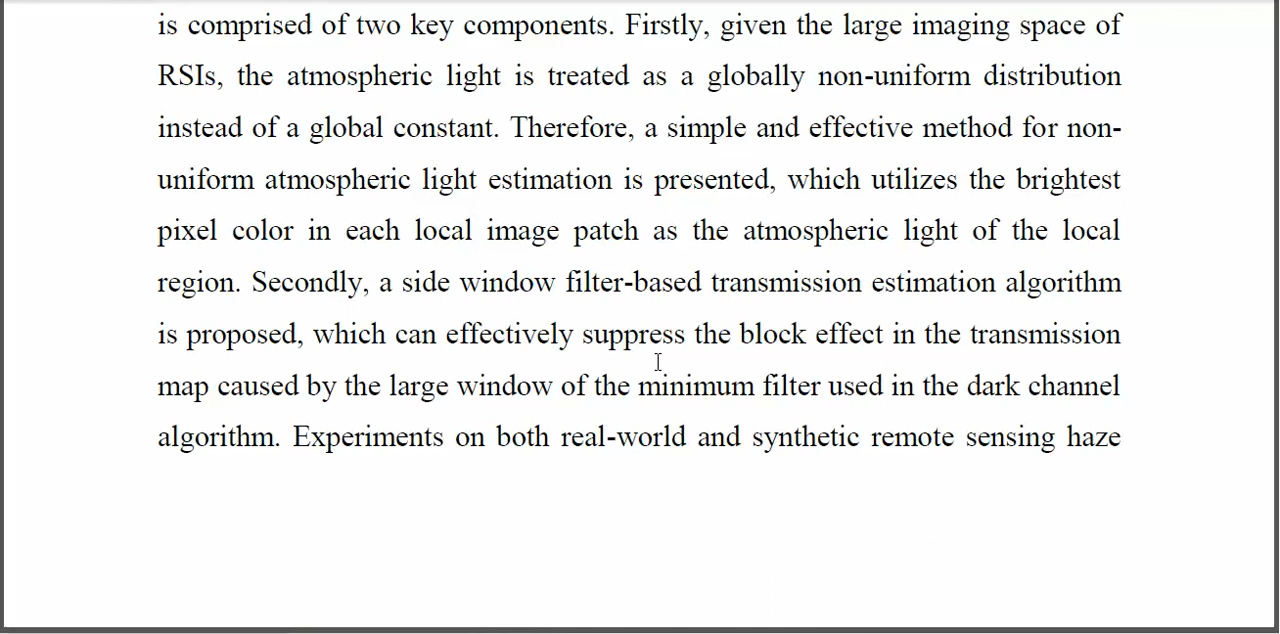 is comprised of two key components. Firstly, given the large imaging space of
RSIs, the atmospheric light is treated as a globally non-uniform distribution
instead of a global constant. Therefore, a simple and effective method for non-
uniform atmospheric light estimation is presented, which utilizes the brightest
pixel color in each local image patch as the atmospheric light of the local
region. Secondly, a side window filter-based transmission estimation algorithm
is proposed, which can effectively suppress the block effect in the transmission
map caused by the large window of the minimum filter used in the dark channel
algorithm. Experiments on both real-world and synthetic remote sensing haze